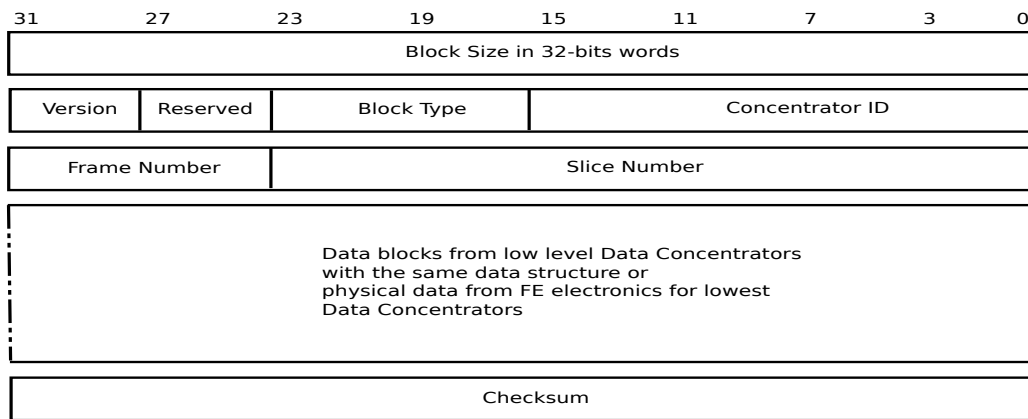 31 27 23 19 15 11 7 3 0
Block Size in 32-bits words
Version Reserved Block Type Concentrator ID
Frame Number Slice Number
Data blocks from low level Data Concentrators
with the same data structure or
physical data from FE electronics for lowest
Data Concentrators
Checksum